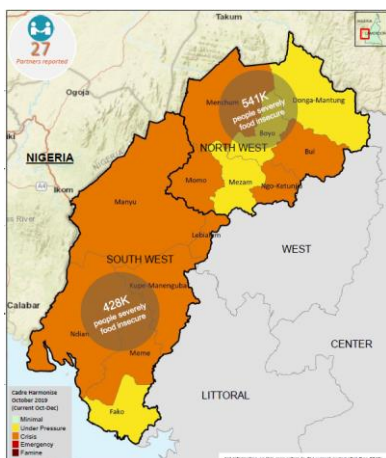 Takum
27
Partners reported
Ogoja
541K
people severely
food insecure
Menchum
Donga-Mantung
Boyo
NIGERIA
NORTH WEST
Bui
Ikom
Momo
Mezam
Ngo-Ketunjia
Manyu
Lebialem
WEST
SOUTH WEST
Kupe-Manenguba
Calabar
428K
people severely
food insecure
Ndian
CENTER
Meme
LITTORAL
Fako
Cadre Harmonise
October 2019
(Current Oct-Dec)
Minimal
Under Pressure
Crisis
Emergency
Famine